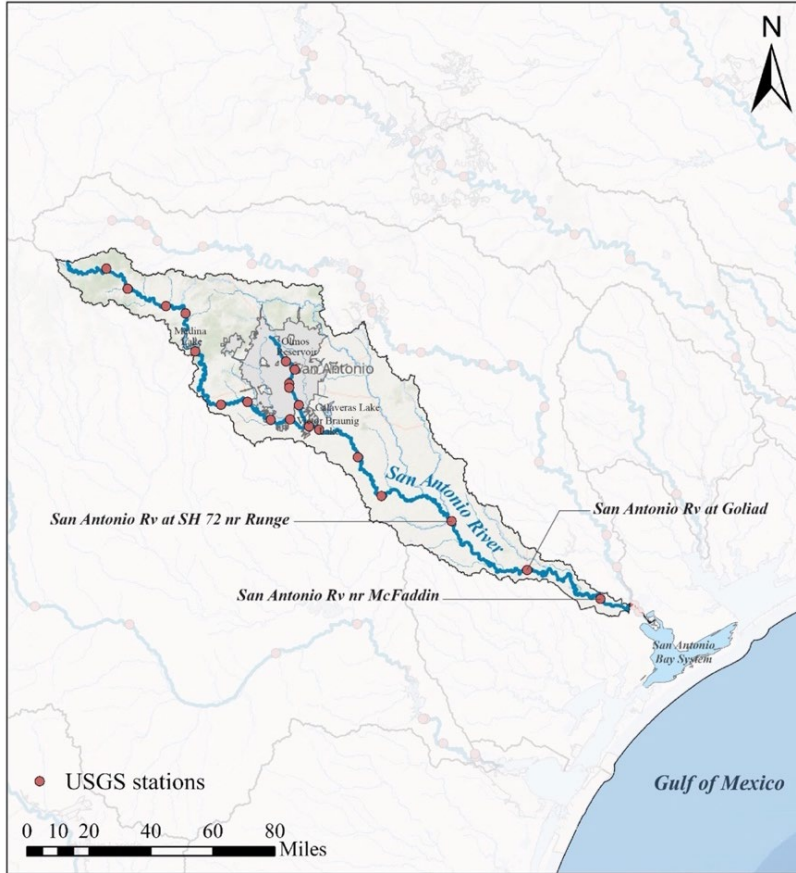 N
Medina
Lake
Olmos
Reservoir
San Antonio
Calaveras Lake
Victor Braunig
Lake
San Antonio River
San Antonio Rv at SH 72 nr Runge
San Antonio Rv at Goliad
San Antonio Rv nr McFaddin
San Antonio
Bay System
USGS stations
Gulf of Mexico
0 10 20 40 60 80
Miles